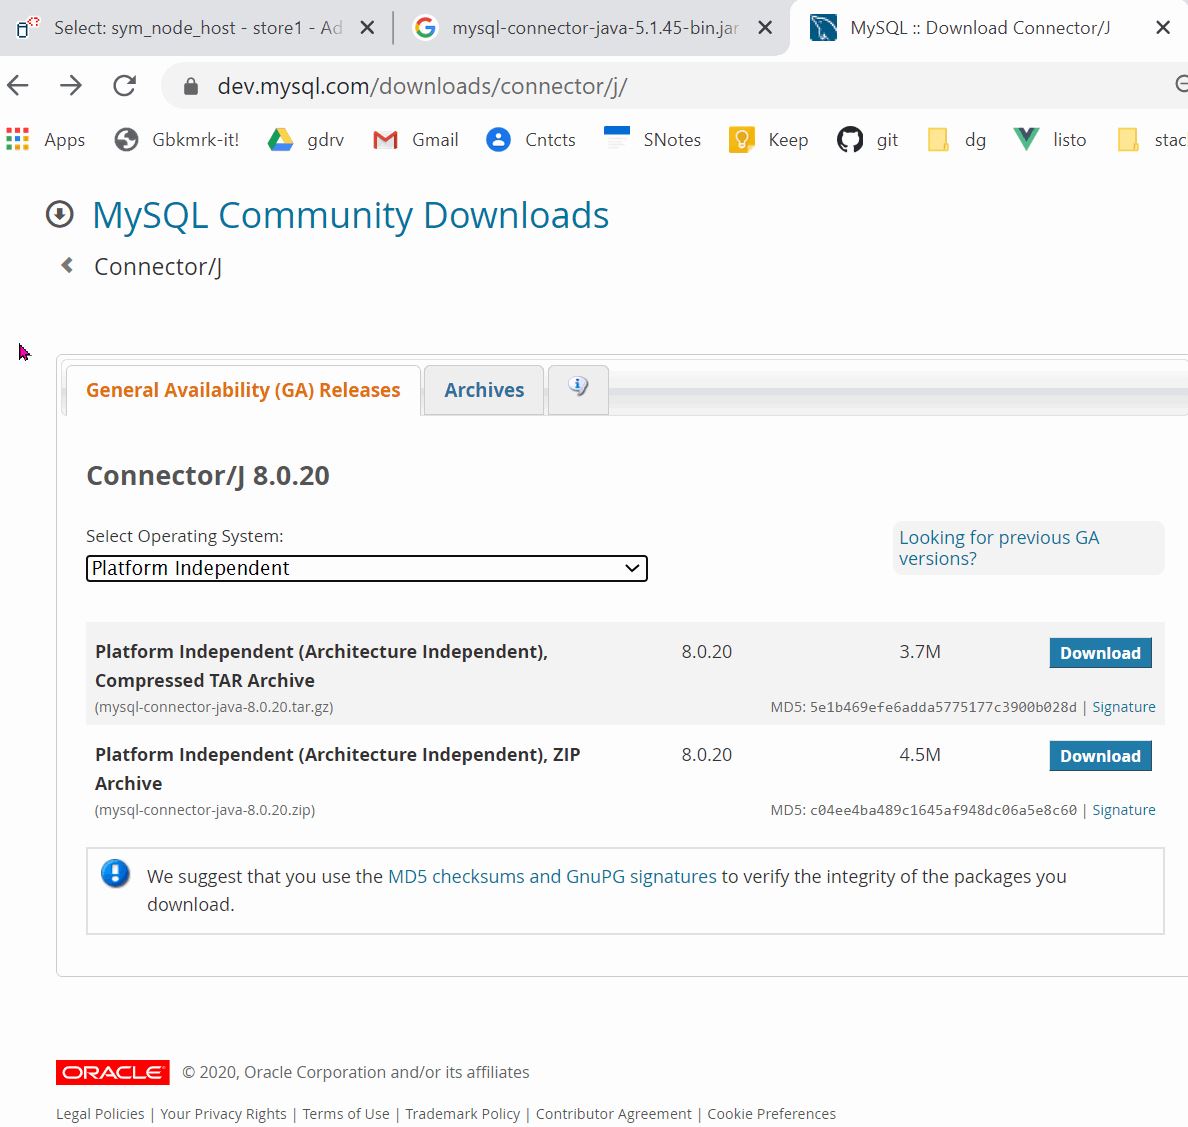 Select: sym_node_host - store1 - Ad
mysql-connector-java-5.1.45-bin.jar
MySQL :: Download Connector/J
dev.mysql.com/downloads/connector/j/
Apps Gbkmrk-it! gdrv Gmail Cntcts SNotes Keep git dg listo stac
MySQL Community Downloads
Connector/J
General Availability (GA) Releases Archives
Connector/J 8.0.20
Select Operating System:
Platform Independent
Looking for previous GA
versions?
Platform Independent (Architecture Independent), 8.0.20 3.7M Download
Compressed TAR Archive
(mysql-connector-java-8.0.20.tar.gz) MD5: 5e1b469efe6adda5775177c3900b028d | Signature
Platform Independent (Architecture Independent), ZIP 8.0.20 4.5M Download
Archive
(mysql-connector-java-8.0.20.zip) MD5: c04ee4ba489c1645af948dc06a5e8c60 | Signature
We suggest that you use the MD5 checksums and GnuPG signatures to verify the integrity of the packages you
download.
ORACLE © 2020, Oracle Corporation and/or its affiliates
Legal Policies | Your Privacy Rights | Terms of Use | Trademark Policy | Contributor Agreement | Cookie Preferences